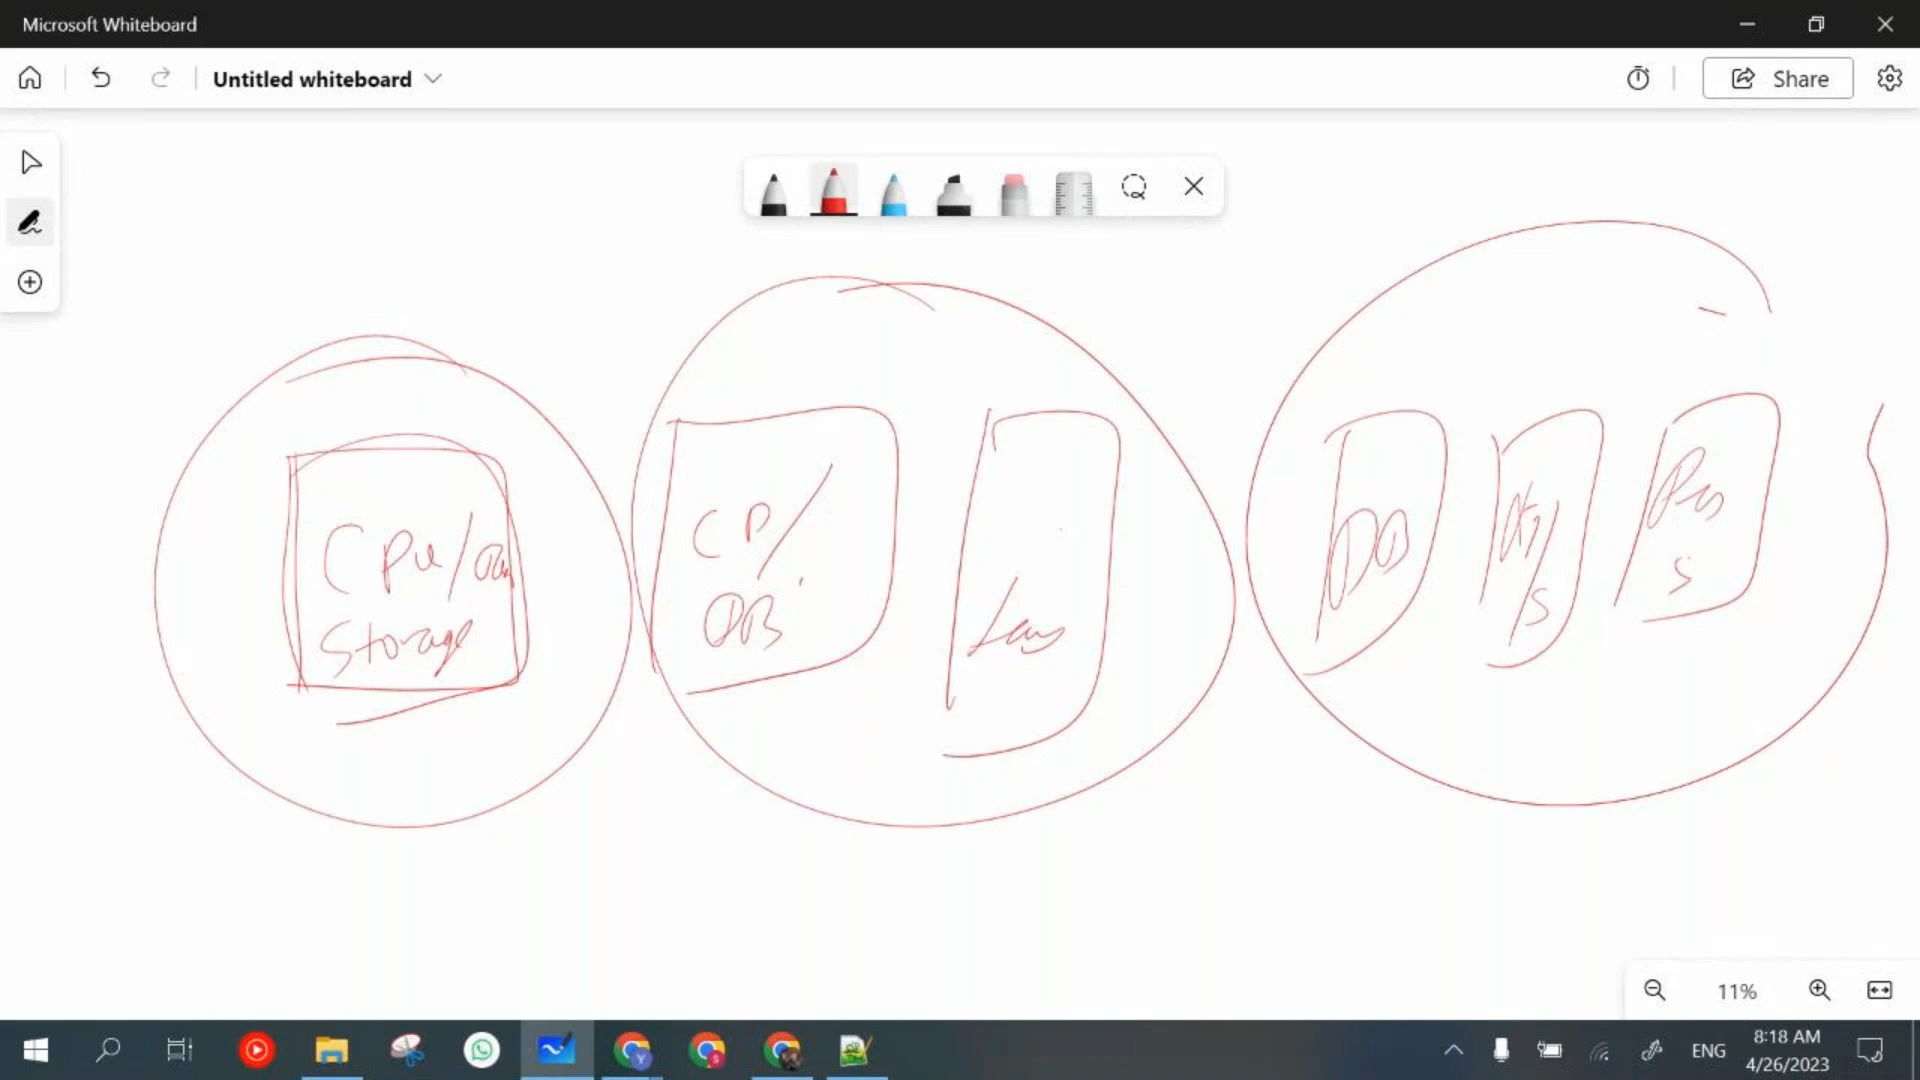 Microsoft Whiteboard
Untitled whiteboard
Share
CPU/
Storage
CP/
DB
DB
S
S
11%
ENG
8:18 AM
4/26/2023